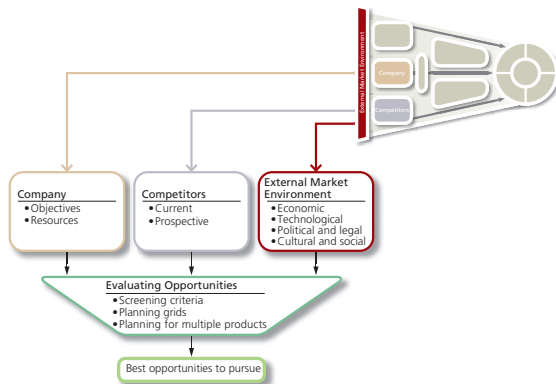 External Market Environment
Company
Competitors
Company
• Objectives
• Resources
Competitors
• Current
• Prospective
External Market
Environment
• Economic
• Technological
• Political and legal
• Cultural and social
Evaluating Opportunities
• Screening criteria
• Planning grids
• Planning for multiple products
Best opportunities to pursue